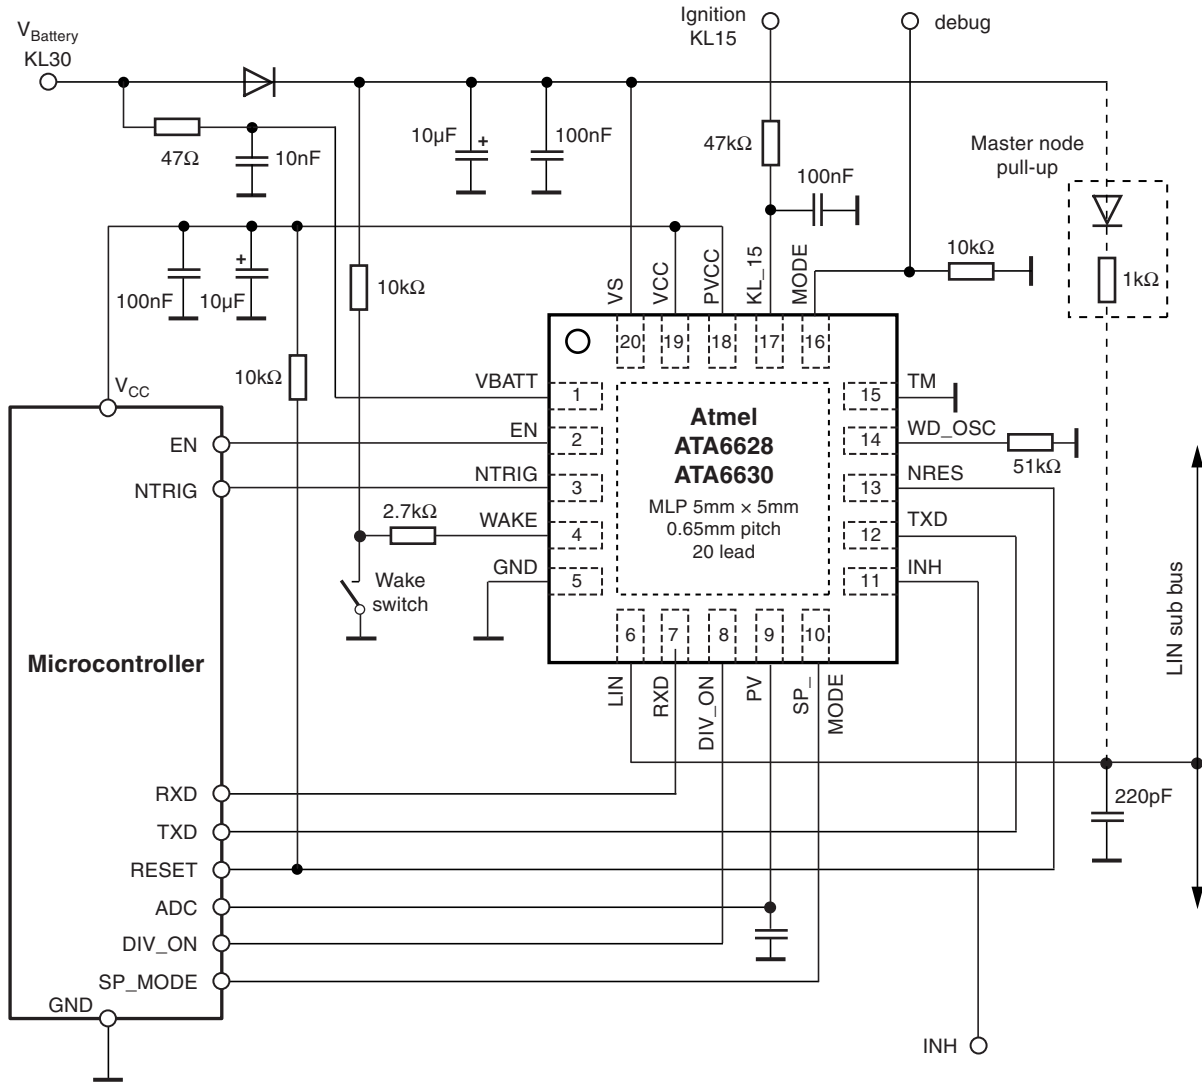 V_Battery
KL30
Ignition
KL15
debug
47Ω
10nF
10µF
+
100nF
47kΩ
100nF
Master node
pull-up
1kΩ
10kΩ
100nF
+
10µF
10kΩ
10kΩ
VS
VCC
PVCC
KL_15
MODE
20
19
18
17
16
VBATT
1
EN
2
NTRIG
3
2.7kΩ
WAKE
4
GND
5
Wake
switch
Atmel
ATA6628
ATA6630
MLP 5mm × 5mm
0.65mm pitch
20 lead
15
TM
14
WD_OSC
51kΩ
13
NRES
12
TXD
11
INH
6
7
8
9
10
LIN
RXD
DIV_ON
PV
SP_
MODE
LIN sub bus
220pF
V_CC
EN
NTRIG
Microcontroller
RXD
TXD
RESET
ADC
DIV_ON
SP_MODE
GND
INH